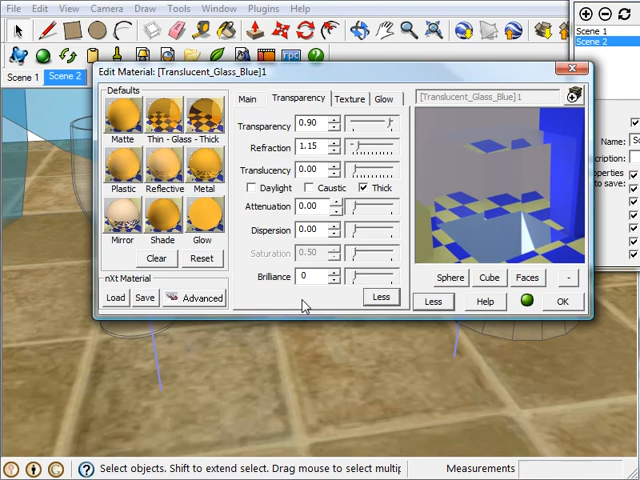 File Edit View Camera Draw Tools Window Plugins Help
rpc
Scene 1
Scene 2
Scene 1 Scene 2
Edit Material: [Translucent_Glass_Blue]1
Defaults
Matte Thin - Glass - Thick
Plastic Reflective Metal
Mirror Shade Glow
Clear Reset
nXt Material
Load Save Advanced
Main Transparency Texture Glow
Transparency 0.90
Refraction 1.15
Translucency 0.00
Daylight Caustic Thick
Attenuation 0.00
Dispersion 0.00
Saturation 0.50
Brilliance 0
Less
[Translucent_Glass_Blue]1
Sphere Cube Faces -
Less Help OK
Name:
to save:
Select objects. Shift to extend select. Drag mouse to select multip
Measurements